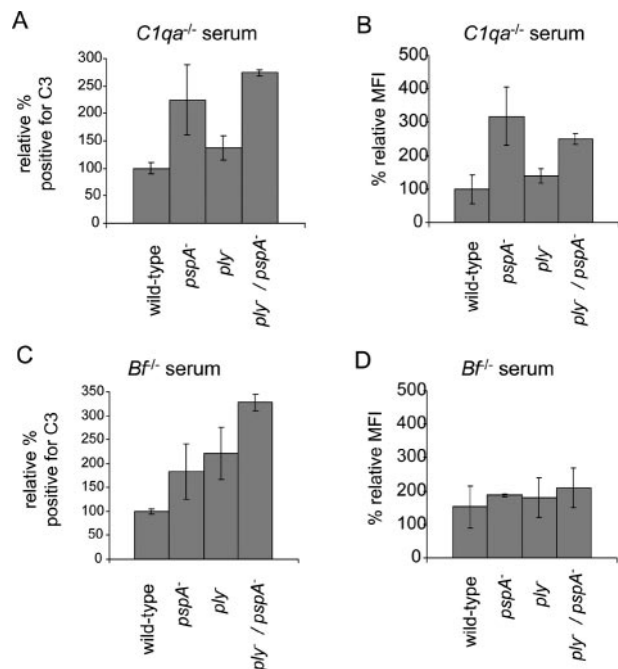 A
C1qa-/- serum
relative %
positive for C3
300
250
200
150
100
50
0
wild-type
pspA-
ply-
ply- / pspA-
B
C1qa-/- serum
% relative MFI
500
400
300
200
100
0
wild-type
pspA-
ply-
ply- / pspA-
C
Bf-/- serum
relative %
positive for C3
350
300
250
200
150
100
50
0
wild-type
pspA-
ply-
ply- / pspA-
D
Bf-/- serum
% relative MFI
500
400
300
200
100
0
wild-type
pspA-
ply-
ply- / pspA-